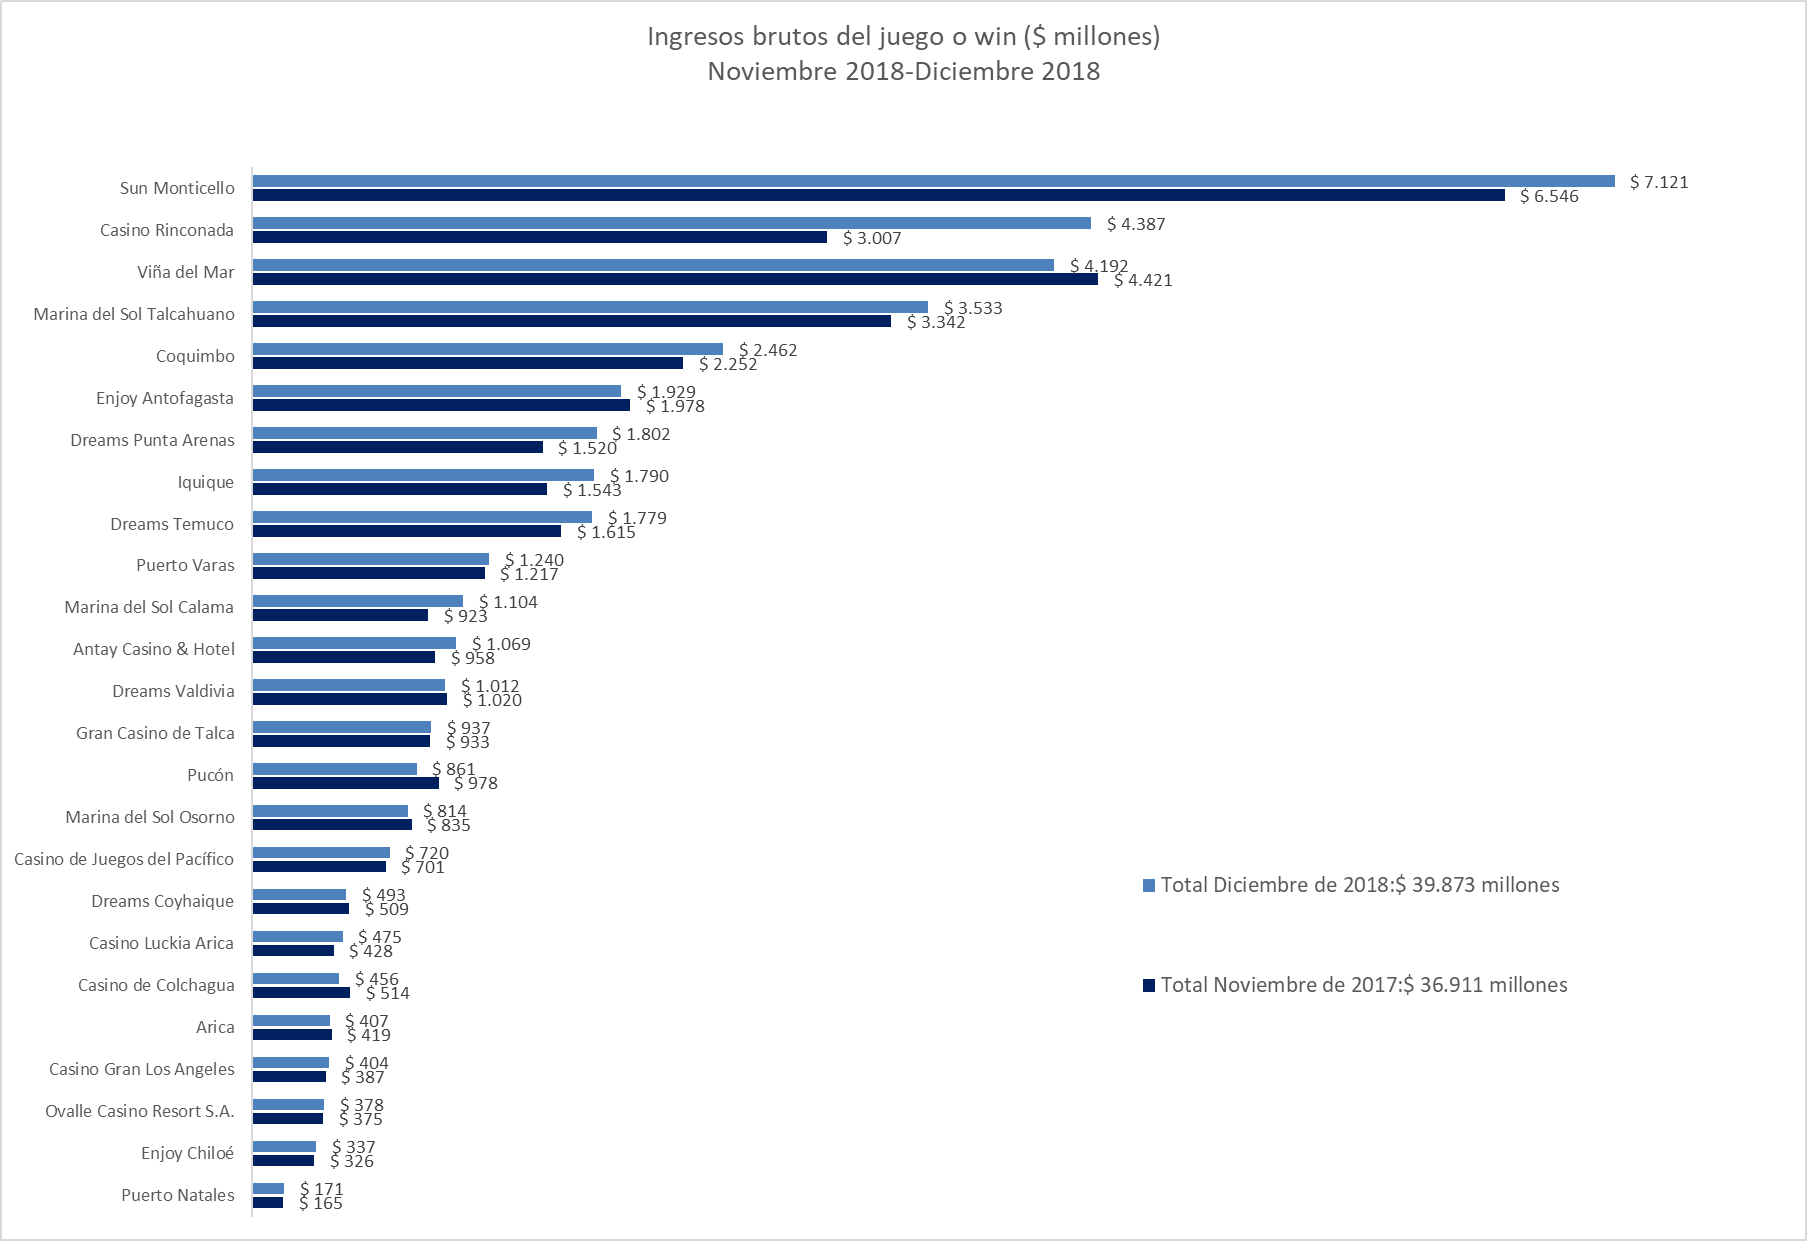 Ingresos brutos del juego o win ($ millones)
Noviembre 2018-Diciembre 2018
Sun Monticello
$ 7.121
$ 6.546
Casino Rinconada
$ 4.387
$ 3.007
Viña del Mar
$ 4.192
$ 4.421
Marina del Sol Talcahuano
$ 3.533
$ 3.342
Coquimbo
$ 2.462
$ 2.252
Enjoy Antofagasta
$ 1.929
$ 1.978
Dreams Punta Arenas
$ 1.802
$ 1.520
Iquique
$ 1.790
$ 1.543
Dreams Temuco
$ 1.779
$ 1.615
Puerto Varas
$ 1.240
$ 1.217
Marina del Sol Calama
$ 1.104
$ 923
Antay Casino & Hotel
$ 1.069
$ 958
Dreams Valdivia
$ 1.012
$ 1.020
Gran Casino de Talca
$ 937
$ 933
Pucón
$ 861
$ 978
Marina del Sol Osorno
$ 814
$ 835
Casino de Juegos del Pacífico
$ 720
$ 701
Dreams Coyhaique
$ 493
$ 509
Casino Luckia Arica
$ 475
$ 428
Casino de Colchagua
$ 456
$ 514
Arica
$ 407
$ 419
Casino Gran Los Angeles
$ 404
$ 387
Ovalle Casino Resort S.A.
$ 378
$ 375
Enjoy Chiloé
$ 337
$ 326
Puerto Natales
$ 171
$ 165
Total Diciembre de 2018:$ 39.873 millones
Total Noviembre de 2017:$ 36.911 millones